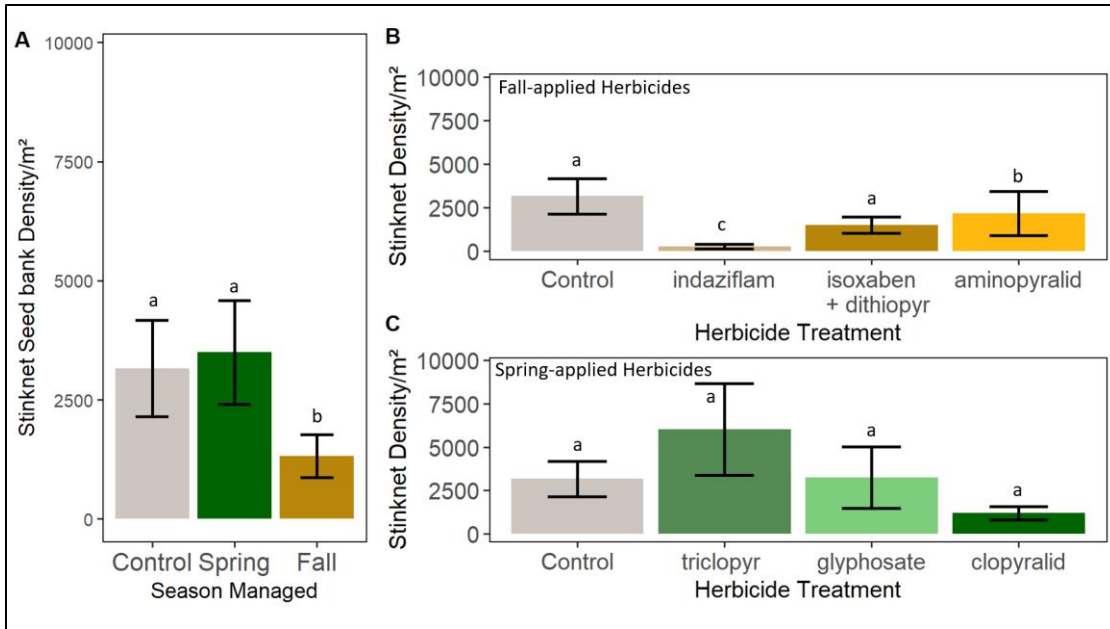 A
Stinknet Seed bank Density/m²
10000
7500
5000
2500
0
a
a
b
Control Spring Fall
Season Managed
B
Fall-applied Herbicides
Stinknet Density/m²
10000
7500
5000
2500
0
a
c
a
b
Control indaziflam isoxaben aminopyralid
+ dithiopyr
Herbicide Treatment
C
Spring-applied Herbicides
Stinknet Density/m²
10000
7500
5000
2500
0
a
a
a
a
Control triclopyr glyphosate clopyralid
Herbicide Treatment